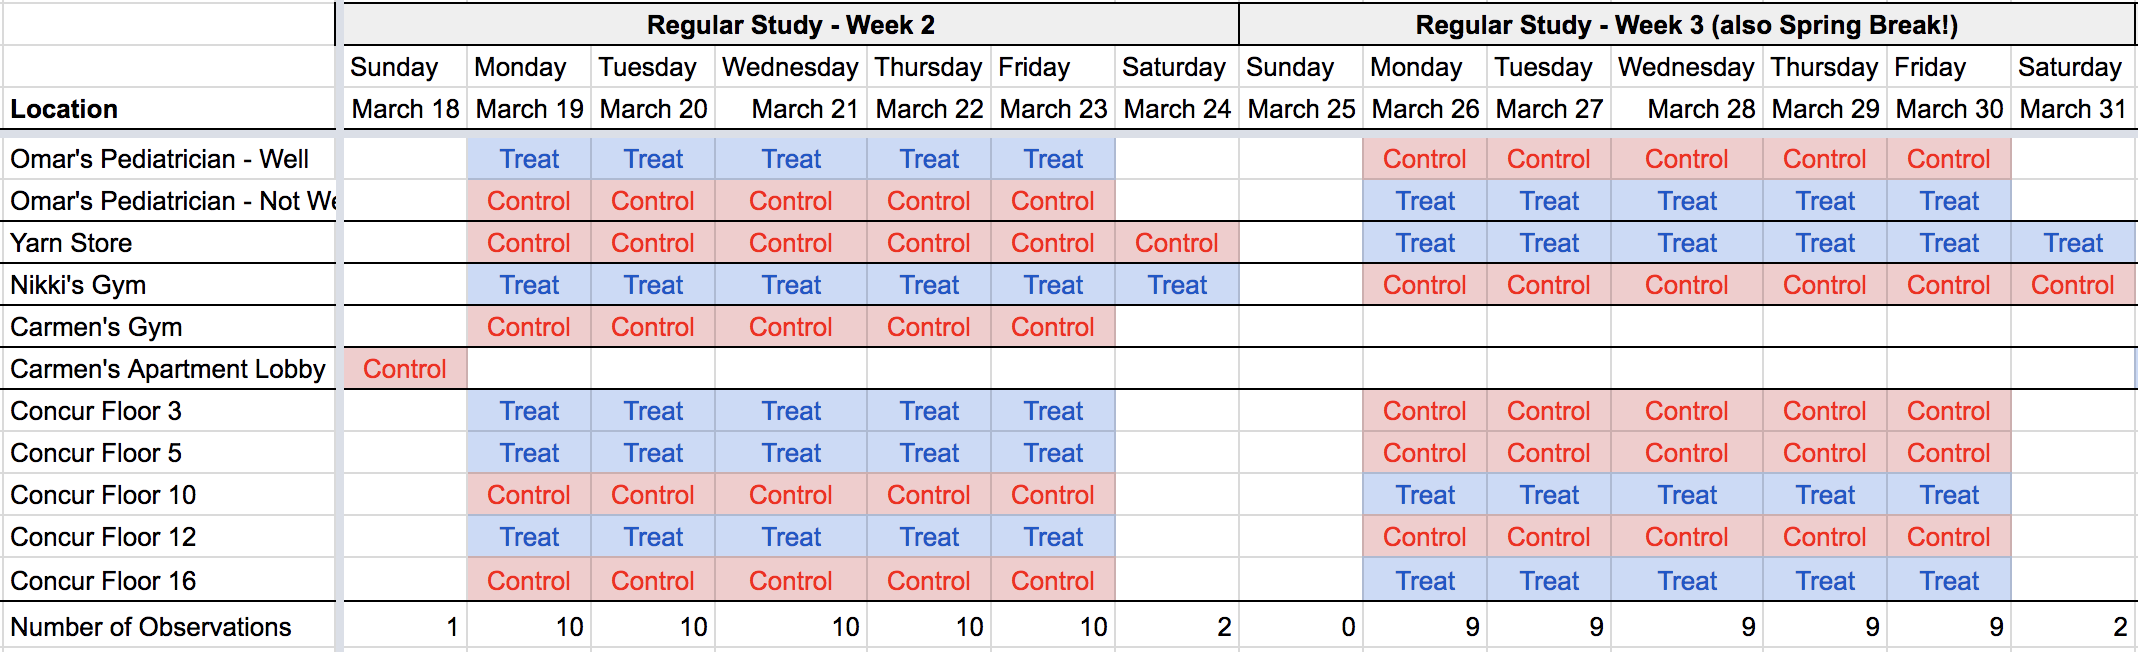 Regular Study - Week 2 Regular Study - Week 3 (also Spring Break!)
Sunday Monday Tuesday Wednesday Thursday Friday Saturday Sunday Monday Tuesday Wednesday Thursday Friday Saturday
Location March 18 March 19 March 20 March 21 March 22 March 23 March 24 March 25 March 26 March 27 March 28 March 29 March 30 March 31
Omar's Pediatrician - Well Treat Treat Treat Treat Treat Control Control Control Control Control
Omar's Pediatrician - Not We Control Control Control Control Control Treat Treat Treat Treat Treat
Yarn Store Control Control Control Control Control Control Treat Treat Treat Treat Treat Treat
Nikki's Gym Treat Treat Treat Treat Treat Treat Control Control Control Control Control Control
Carmen's Gym Control Control Control Control Control
Carmen's Apartment Lobby Control
Concur Floor 3 Treat Treat Treat Treat Treat Control Control Control Control Control
Concur Floor 5 Treat Treat Treat Treat Treat Control Control Control Control Control
Concur Floor 10 Control Control Control Control Control Treat Treat Treat Treat Treat
Concur Floor 12 Treat Treat Treat Treat Treat Control Control Control Control Control
Concur Floor 16 Control Control Control Control Control Treat Treat Treat Treat Treat
Number of Observations 1 10 10 10 10 10 2 0 9 9 9 9 9 2